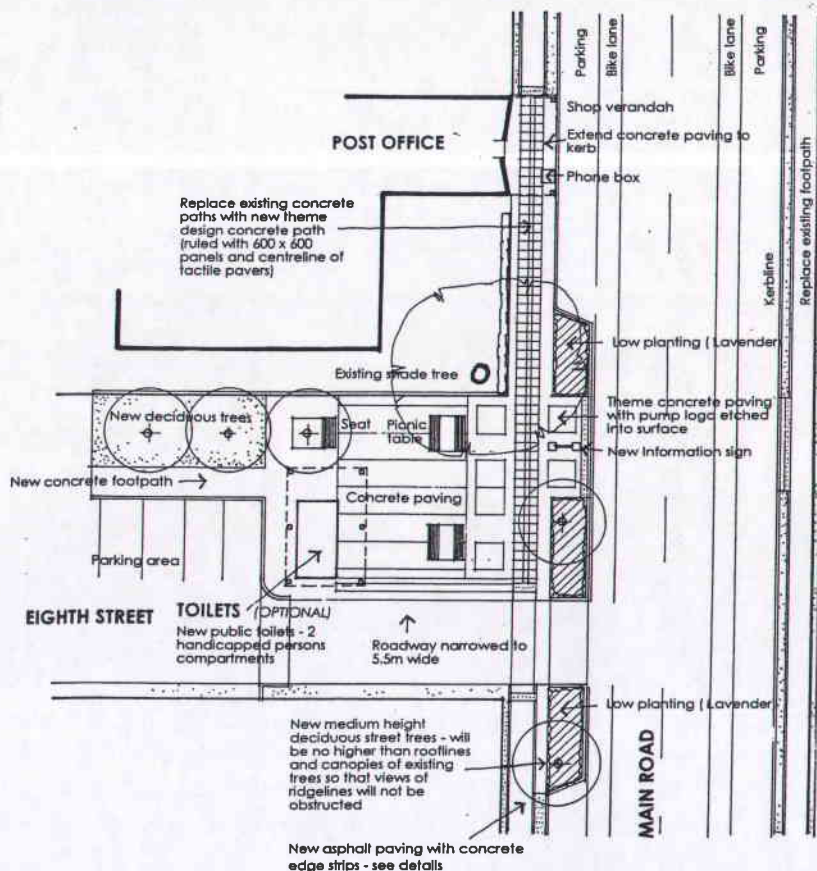 Parking
Bike lane
Bike lane
Parking
Shop verandah
POST OFFICE
Extend concrete paving to
kerb
Phone box
Replace existing concrete
paths with new theme
design concrete path
(ruled with 600 x 600
panels and centreline of
tactile pavers)
Kerbline
Replace existing footpath
Low planting ( Lavender
Existing shade tree
New deciduous trees
Seat
Picnic
table
Theme concrete paving
with pump logo etched
into surface
New Information sign
New concrete footpath
Concrete paving
Parking area
EIGHTH STREET
TOILETS (OPTIONAL)
New public toilets - 2
handicapped persons
compartments
Roadway narrowed to
5.5m wide
Low planting ( Lavender
New medium height
deciduous street trees - will
be no higher than rooflines
and canopies of existing
trees so that views of
ridgelines will not be
obstructed
MAIN ROAD
New asphalt paving with concrete
edge strips - see details